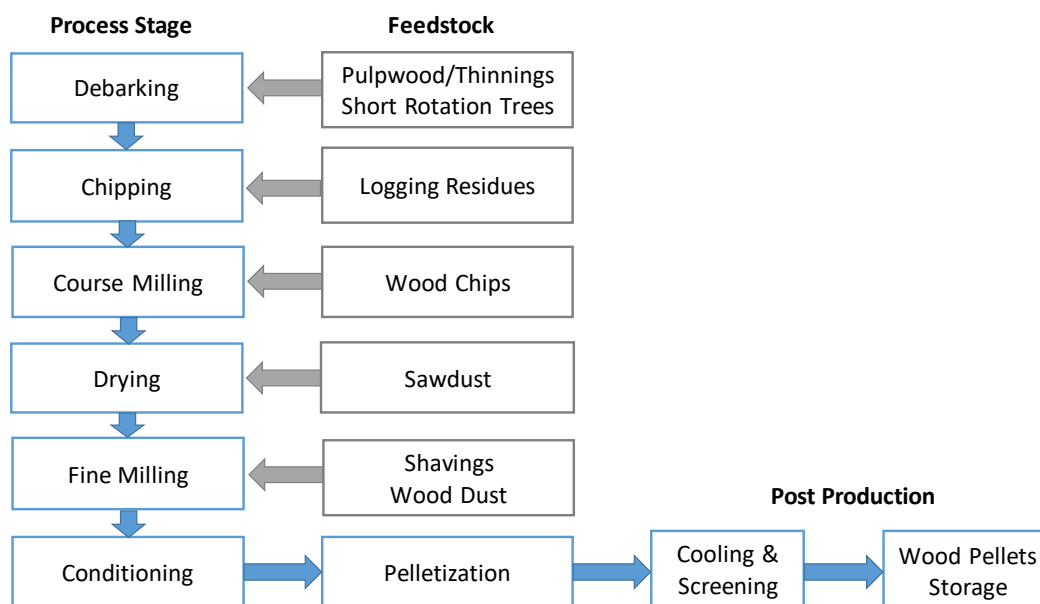 Process Stage
Feedstock
Debarking
Pulpwood/Thinnings
Short Rotation Trees
Chipping
Logging Residues
Course Milling
Wood Chips
Drying
Sawdust
Fine Milling
Shavings
Wood Dust
Post Production
Conditioning
Pelletization
Cooling &
Screening
Wood Pellets
Storage